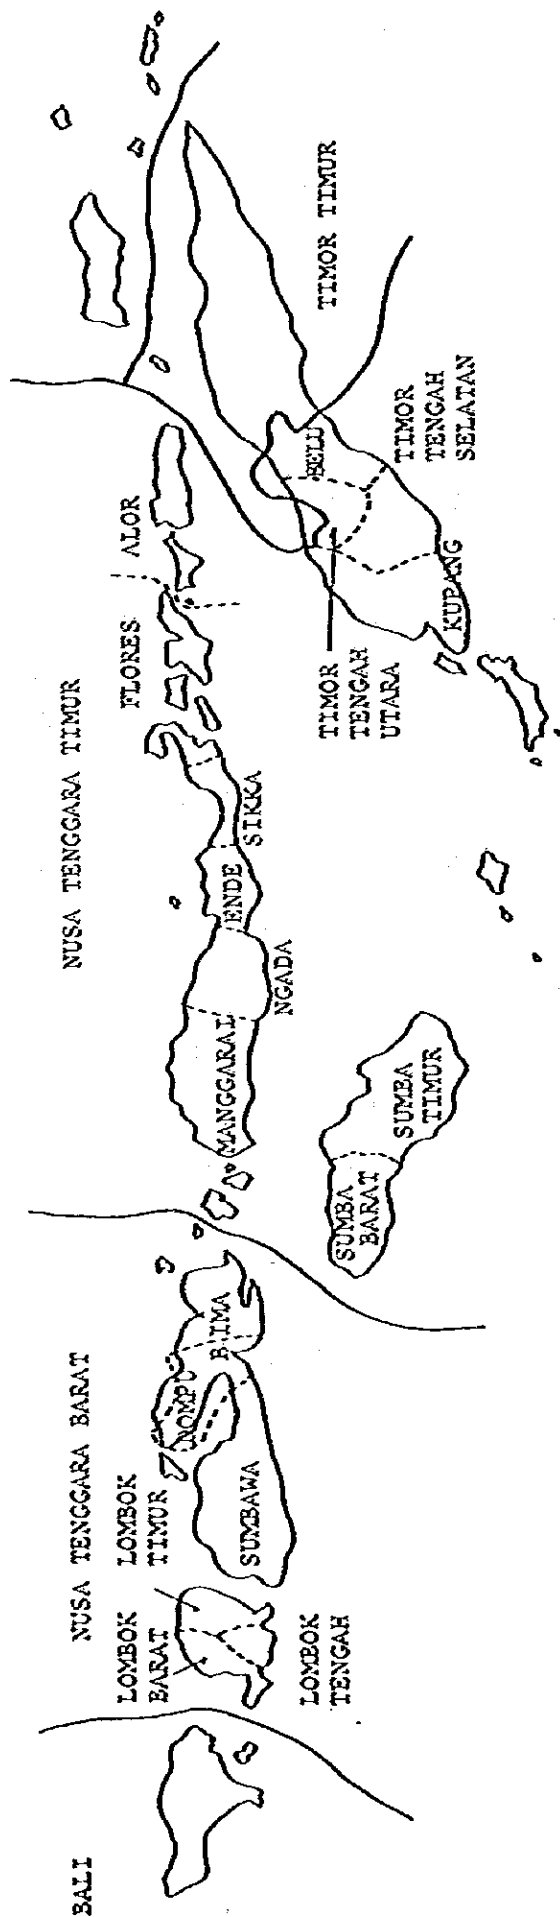 BALI
NUSA TENGGARA BARAT
LOMBOK
BARAT
LOMBOK
TIMUR
LOMBOK
TENGAH
SUMBAWA
NOMPU
BIMA
NUSA TENGGARA TIMUR
MANGGARAI
NGADA
ENDE
SIKKA
FLORES
ALOR
SUMBA
BARAT
SUMBA
TIMUR
TIMOR
TENGAH
UTARA
KUPANG
BELU
TIMOR
TENGAH
SELATAN
TIMOR TIMUR